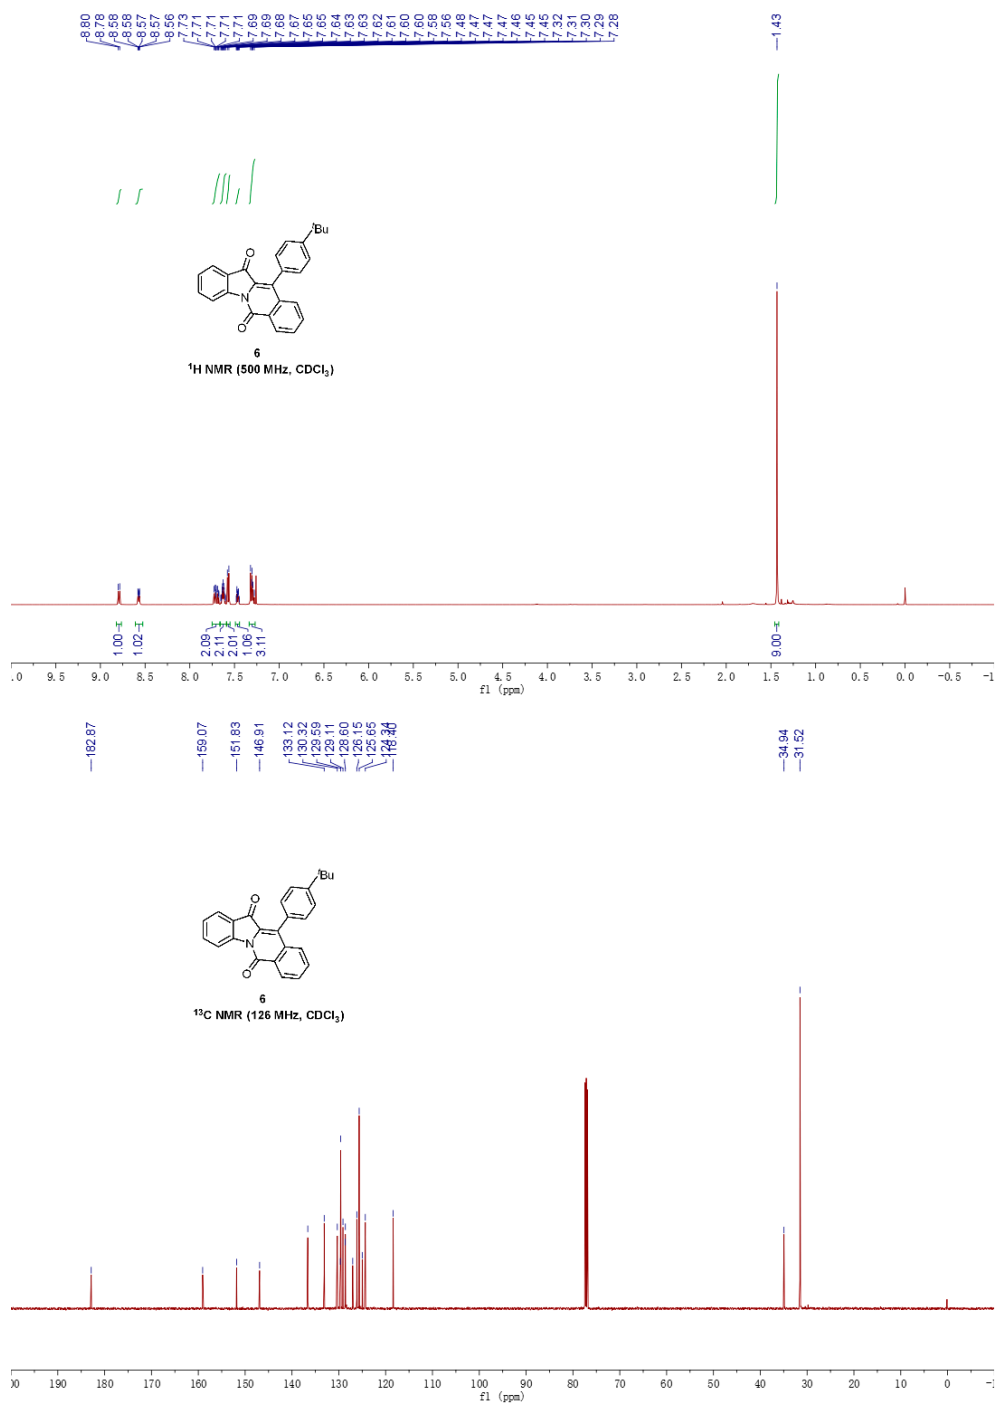 8.80 8.78 8.58 8.58 8.57 8.57 8.56 7.73 7.71 7.71 7.71 7.71 7.69 7.69 7.68 7.67 7.65 7.65 7.64 7.63 7.63 7.62 7.61 7.60 7.60 7.58 7.56 7.48 7.47 7.47 7.47 7.46 7.45 7.45 7.32 7.31 7.30 7.29 7.28 1.43
O
ᵗBu
N
O
6
¹H NMR (500 MHz, CDCl₃)
1.00 1.02 2.09 2.11 2.01 1.06 3.11 9.00
.0 9.5 9.0 8.5 8.0 7.5 7.0 6.5 6.0 5.5 5.0 4.5 4.0 3.5 3.0 2.5 2.0 1.5 1.0 0.5 0.0 -0.5 -1
f1 (ppm)
182.87 159.07 151.83 146.91 133.12 130.32 129.59 129.11 128.60 126.15 125.65 124.34 118.40 34.94 31.52
O
ᵗBu
N
O
6
¹³C NMR (126 MHz, CDCl₃)
00 190 180 170 160 150 140 130 120 110 100 90 80 70 60 50 40 30 20 10 0 -1
f1 (ppm)